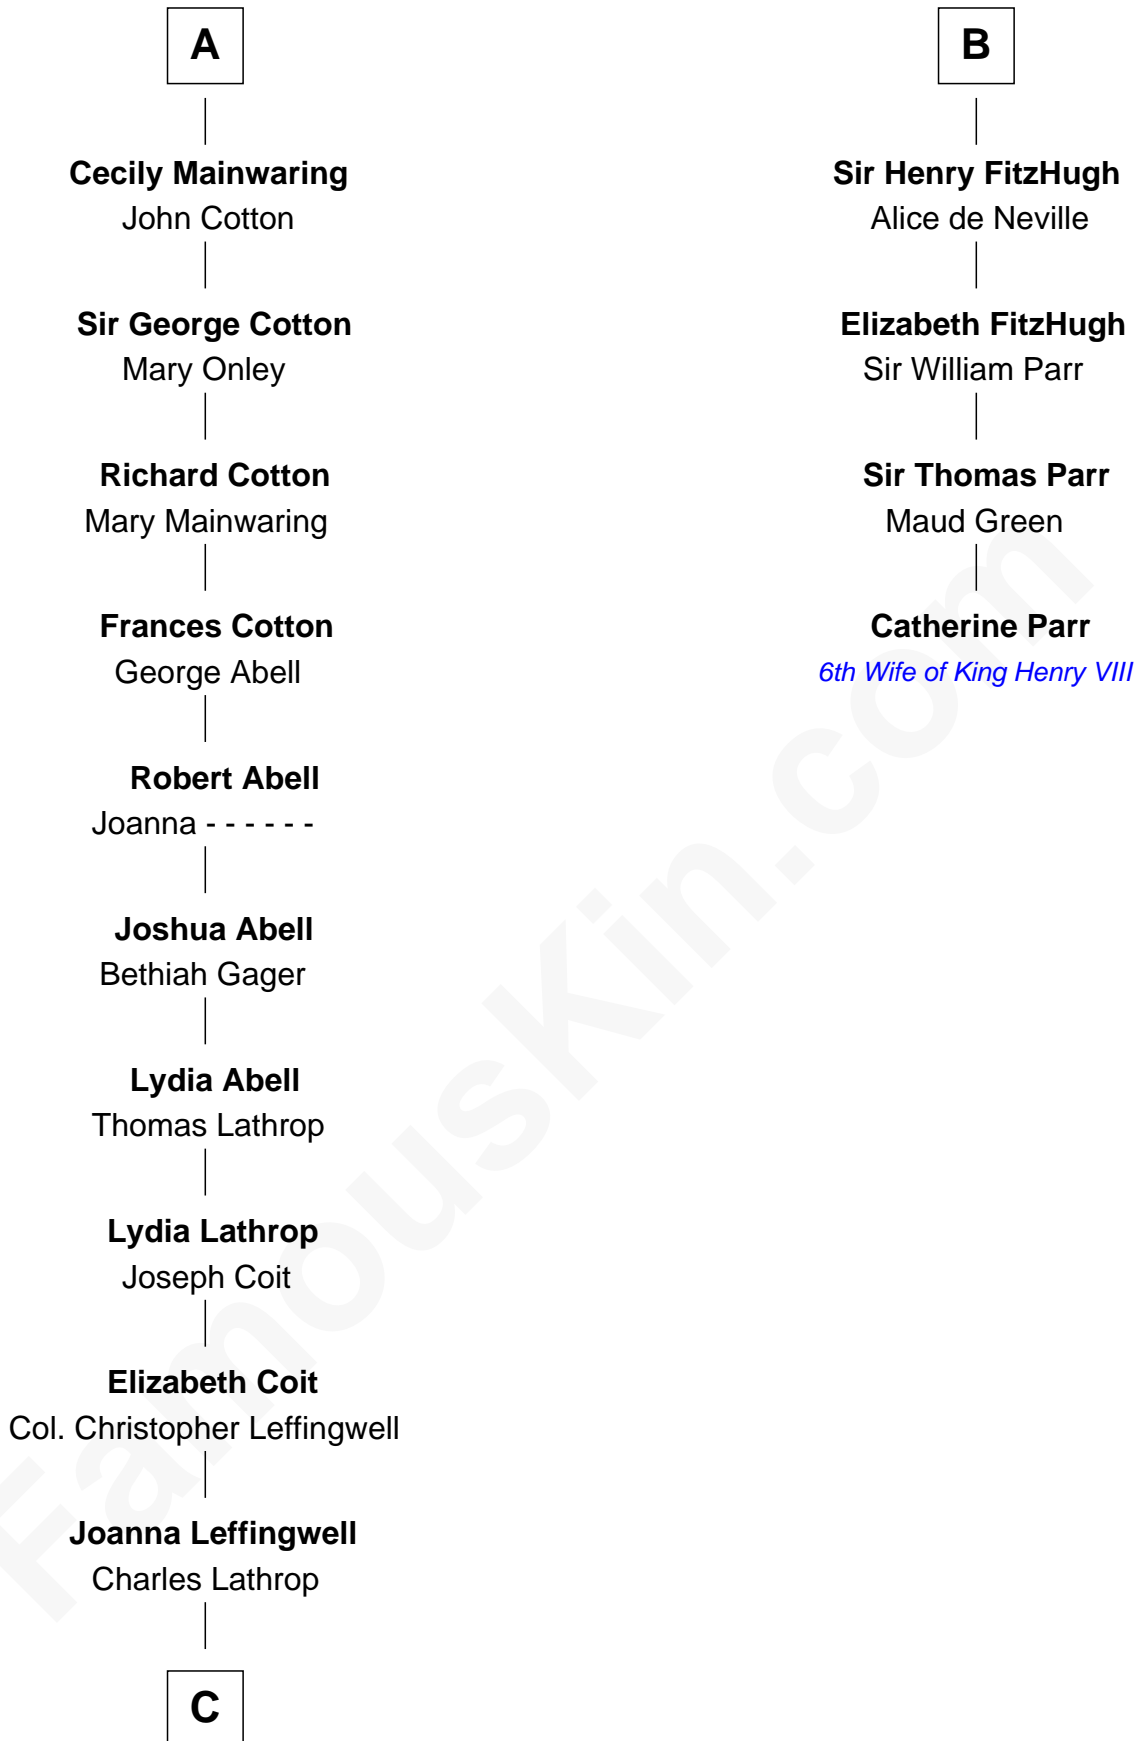 A
Cecily Mainwaring
John Cotton
Sir George Cotton
Mary Onley
Richard Cotton
Mary Mainwaring
Frances Cotton
George Abell
Robert Abell
Joanna - - - - - -
Joshua Abell
Bethiah Gager
Lydia Abell
Thomas Lathrop
Lydia Lathrop
Joseph Coit
Elizabeth Coit
Col. Christopher Leffingwell
Joanna Leffingwell
Charles Lathrop
C
B
Sir Henry FitzHugh
Alice de Neville
Elizabeth FitzHugh
Sir William Parr
Sir Thomas Parr
Maud Green
Catherine Parr
6th Wife of King Henry VIII
FamousKin.com